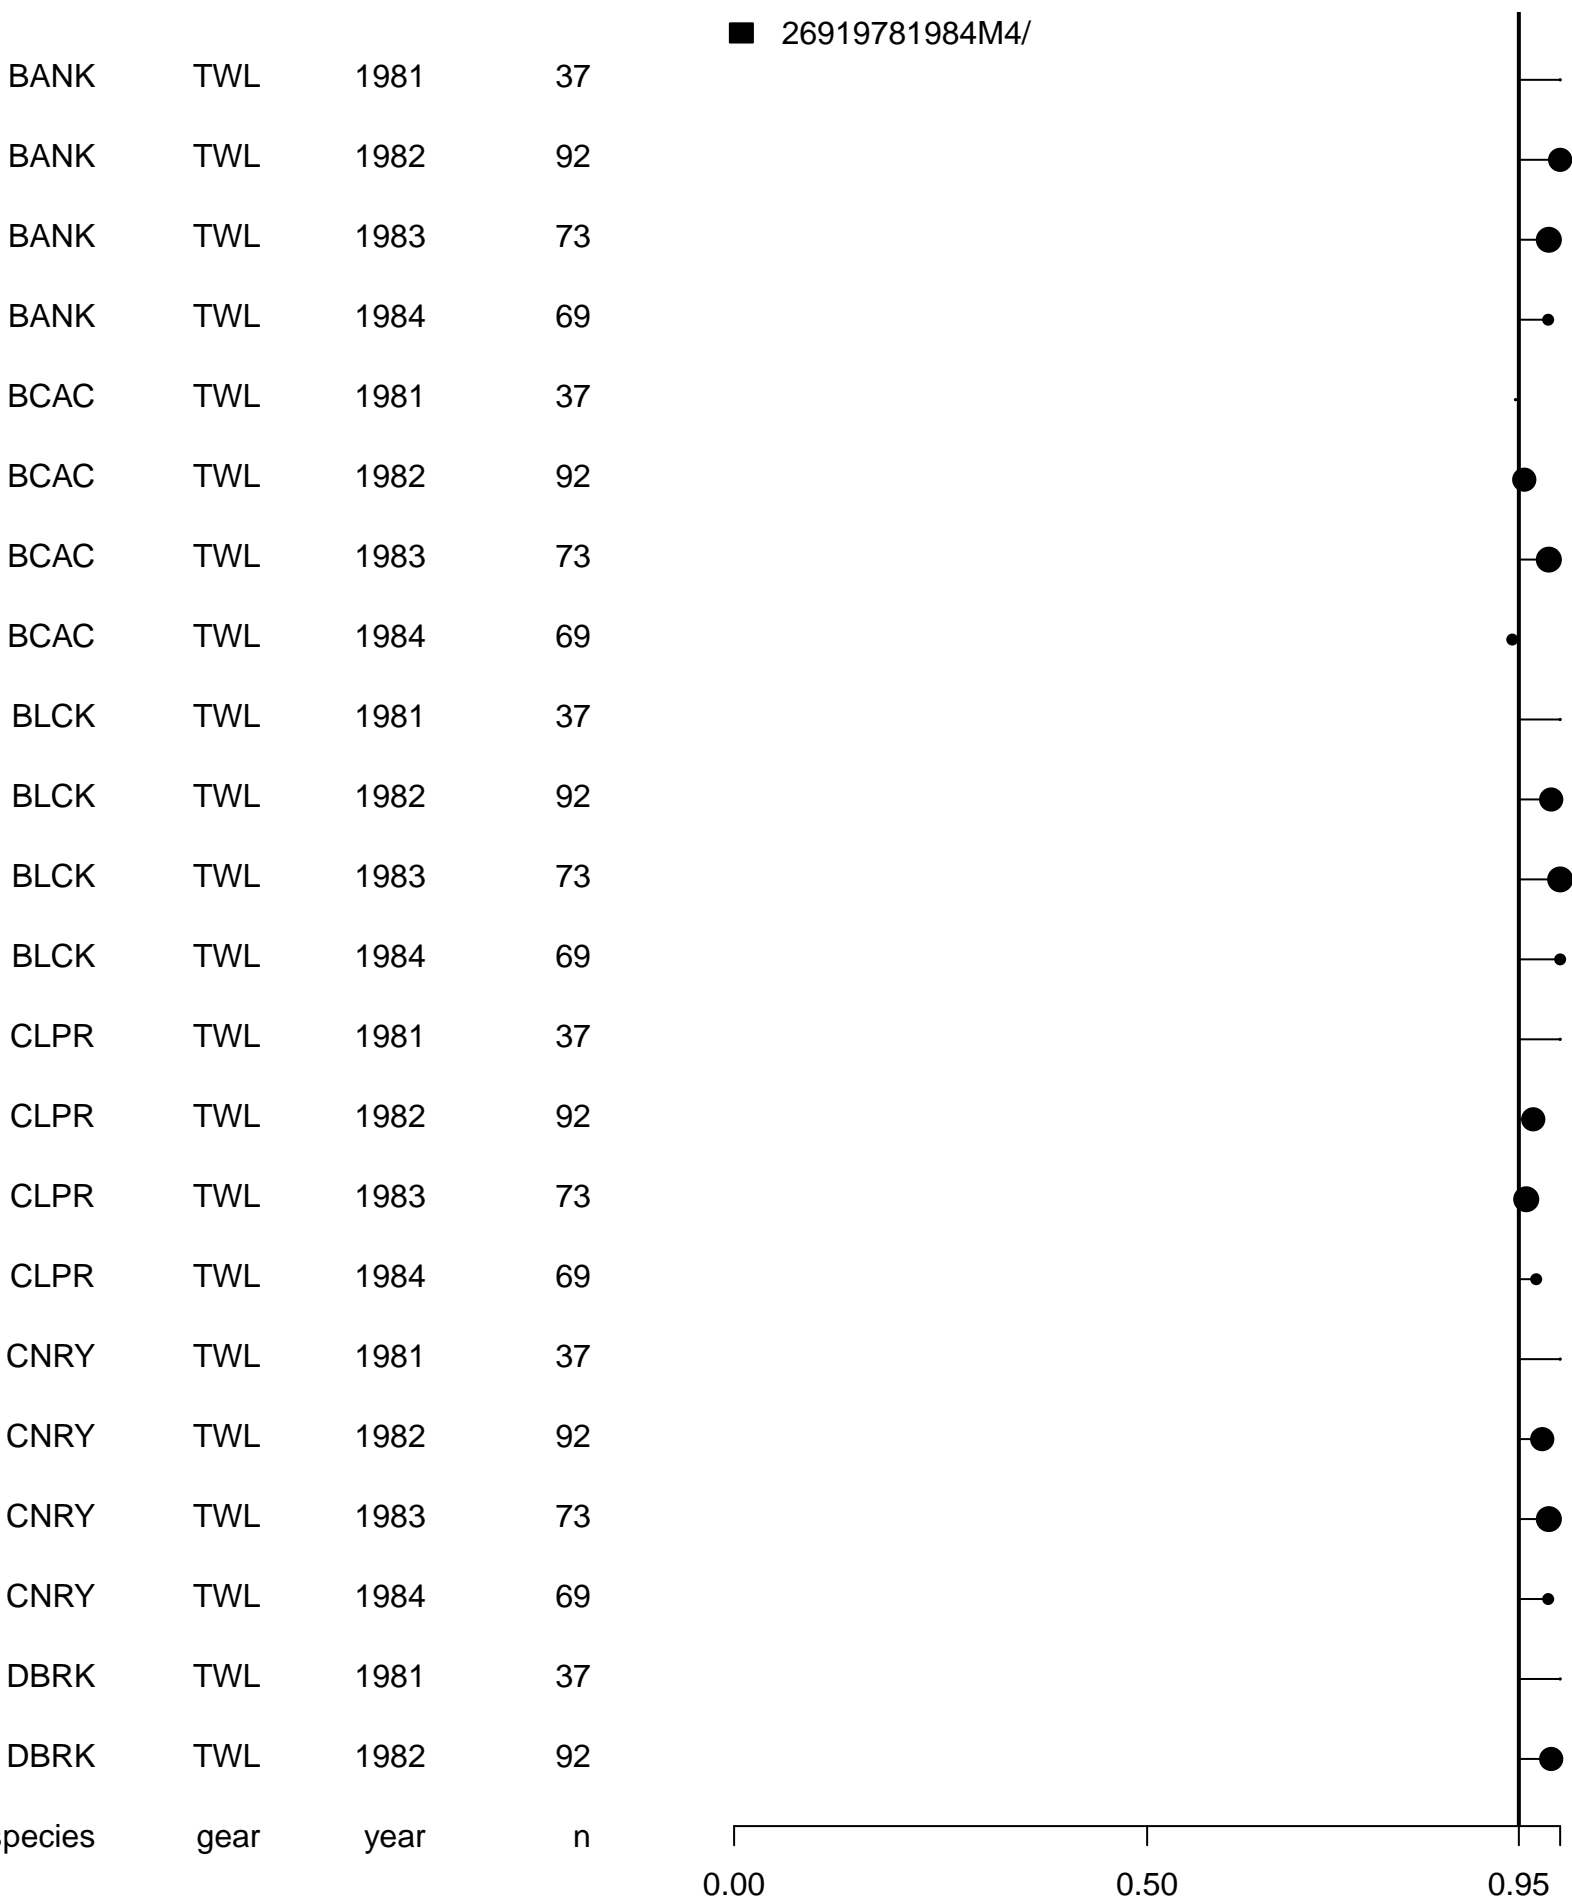 26919781984M4/
BANK TWL 1981 37
BANK TWL 1982 92
BANK TWL 1983 73
BANK TWL 1984 69
BCAC TWL 1981 37
BCAC TWL 1982 92
BCAC TWL 1983 73
BCAC TWL 1984 69
BLCK TWL 1981 37
BLCK TWL 1982 92
BLCK TWL 1983 73
BLCK TWL 1984 69
CLPR TWL 1981 37
CLPR TWL 1982 92
CLPR TWL 1983 73
CLPR TWL 1984 69
CNRY TWL 1981 37
CNRY TWL 1982 92
CNRY TWL 1983 73
CNRY TWL 1984 69
DBRK TWL 1981 37
DBRK TWL 1982 92
species gear year n
0.00 0.50 0.95